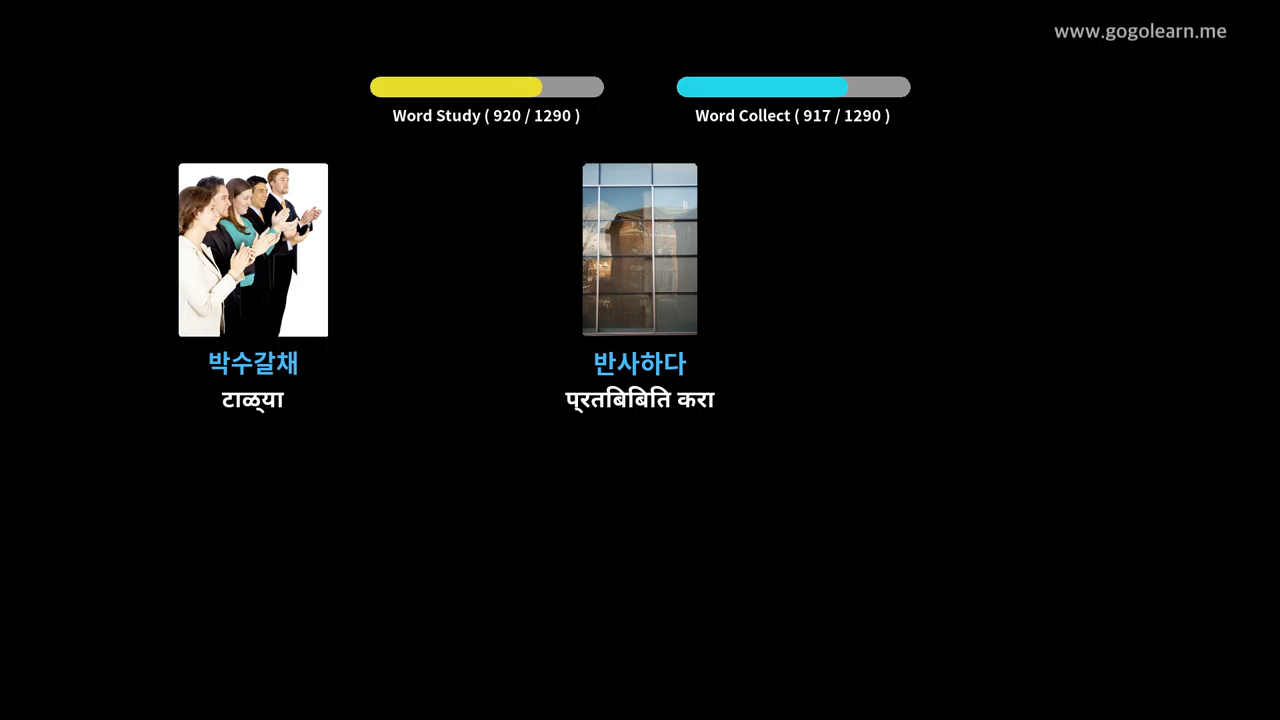 www.gogolearn.me
Word Study ( 920 / 1290 )
Word Collect ( 917 / 1290 )
박수갈채
टाळ्या
반사하다
प्रतिबिंबित करा